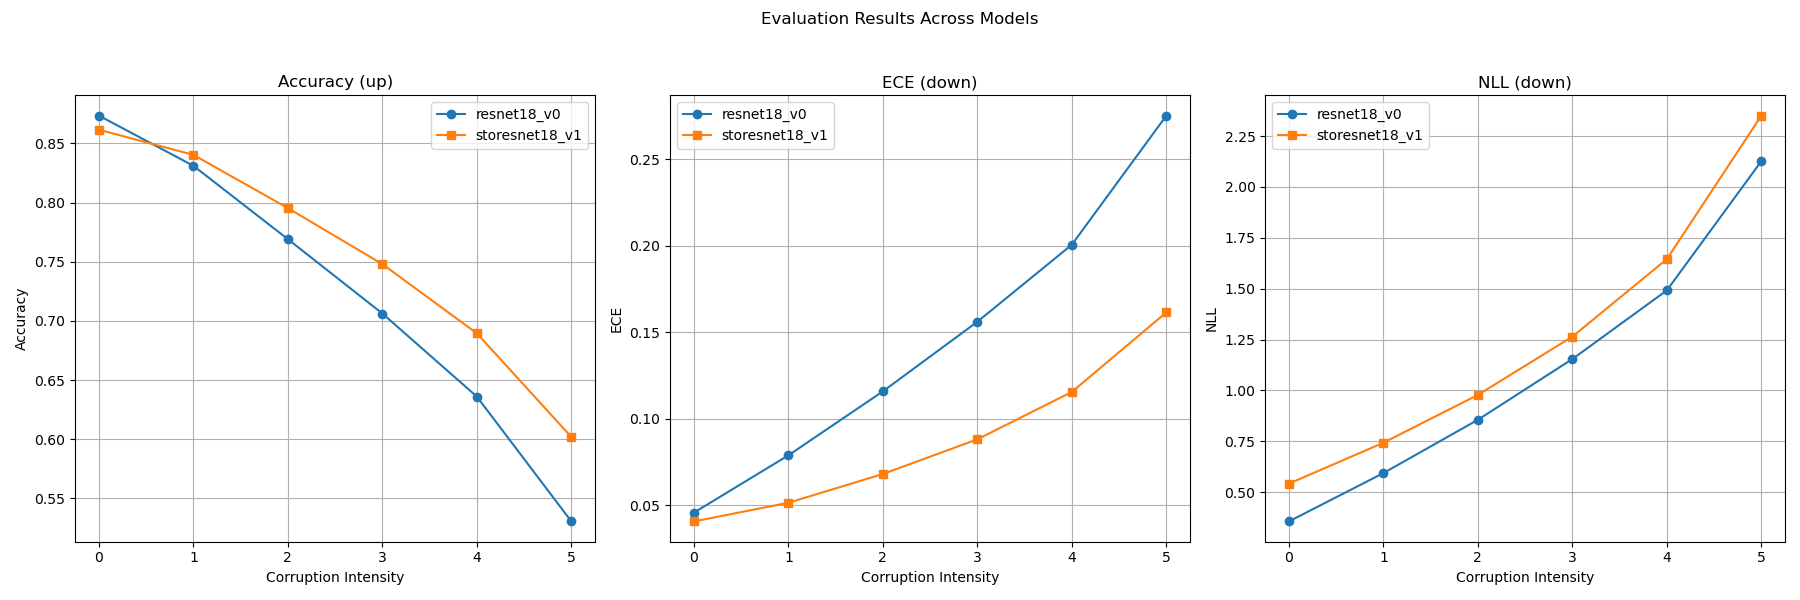 Evaluation Results Across Models
Accuracy (up)
resnet18_v0
storesnet18_v1
0.85
0.80
0.75
0.70
0.65
0.60
0.55
Accuracy
0 1 2 3 4 5
Corruption Intensity
ECE (down)
resnet18_v0
storesnet18_v1
0.25
0.20
0.15
0.10
0.05
ECE
0 1 2 3 4 5
Corruption Intensity
NLL (down)
resnet18_v0
storesnet18_v1
2.25
2.00
1.75
1.50
1.25
1.00
0.75
0.50
NLL
0 1 2 3 4 5
Corruption Intensity